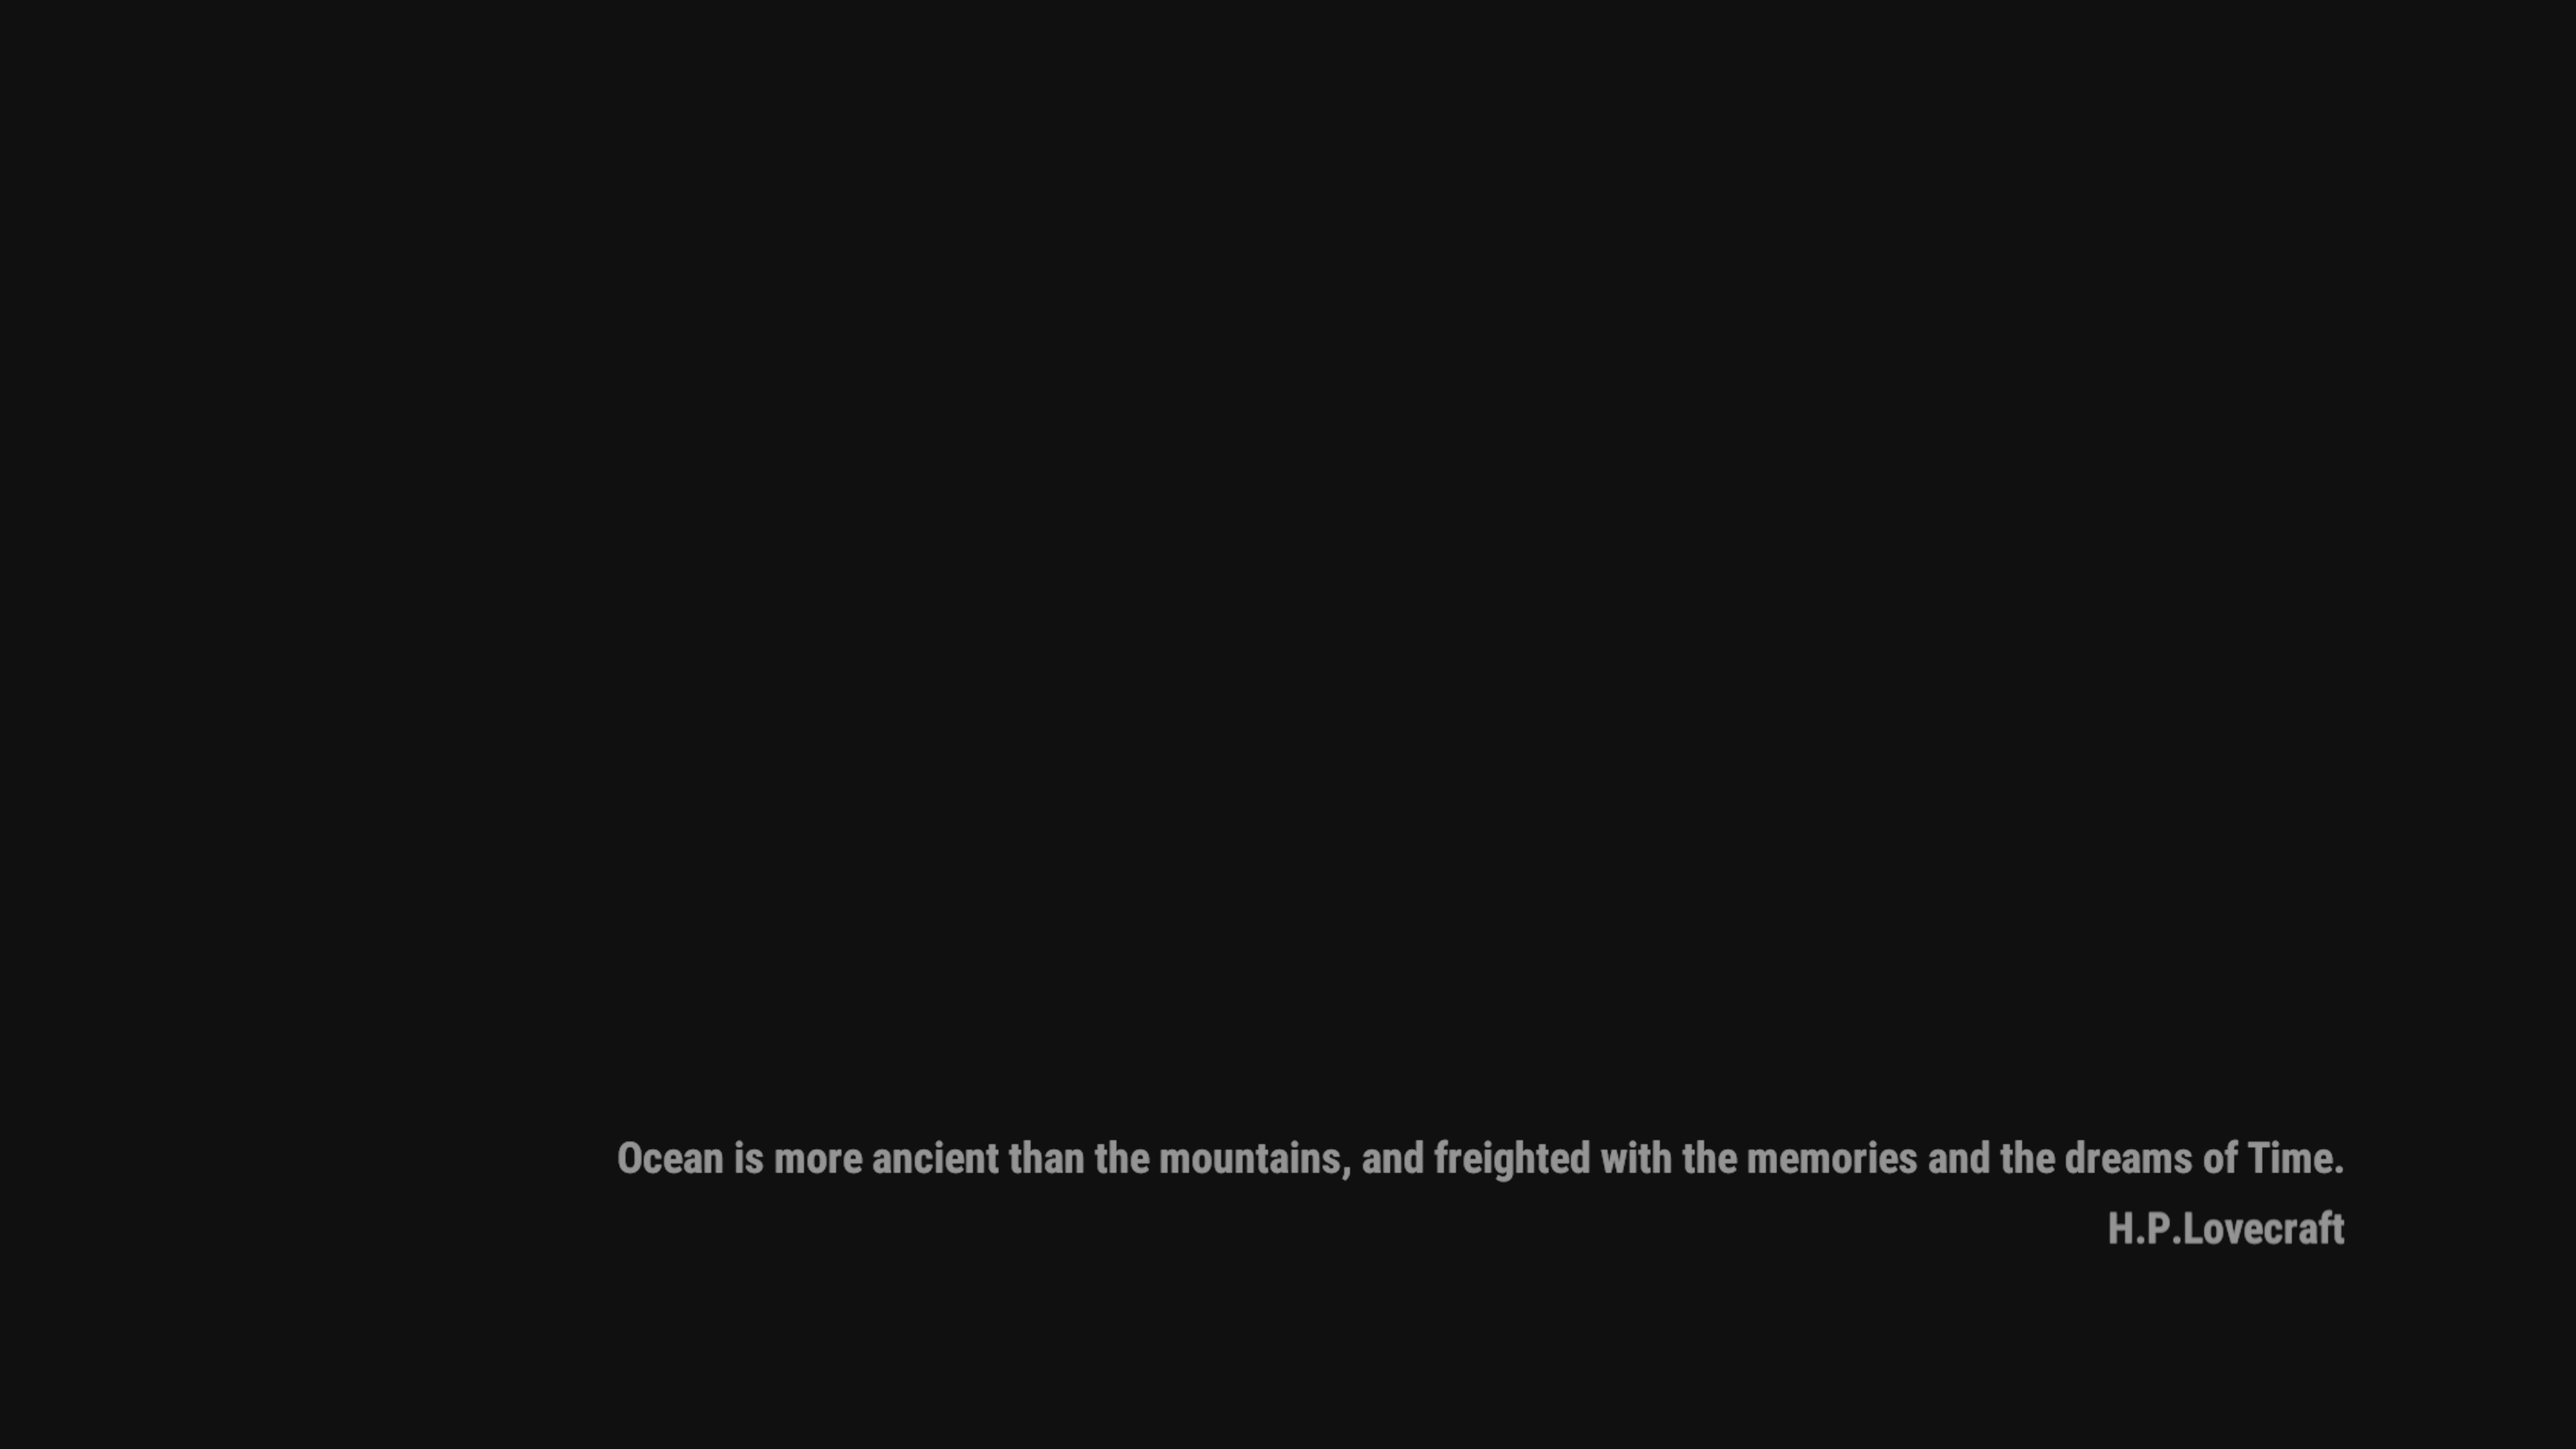 Ocean is more ancient than the mountains, and freighted with the memories and the dreams of Time.
H.P.Lovecraft